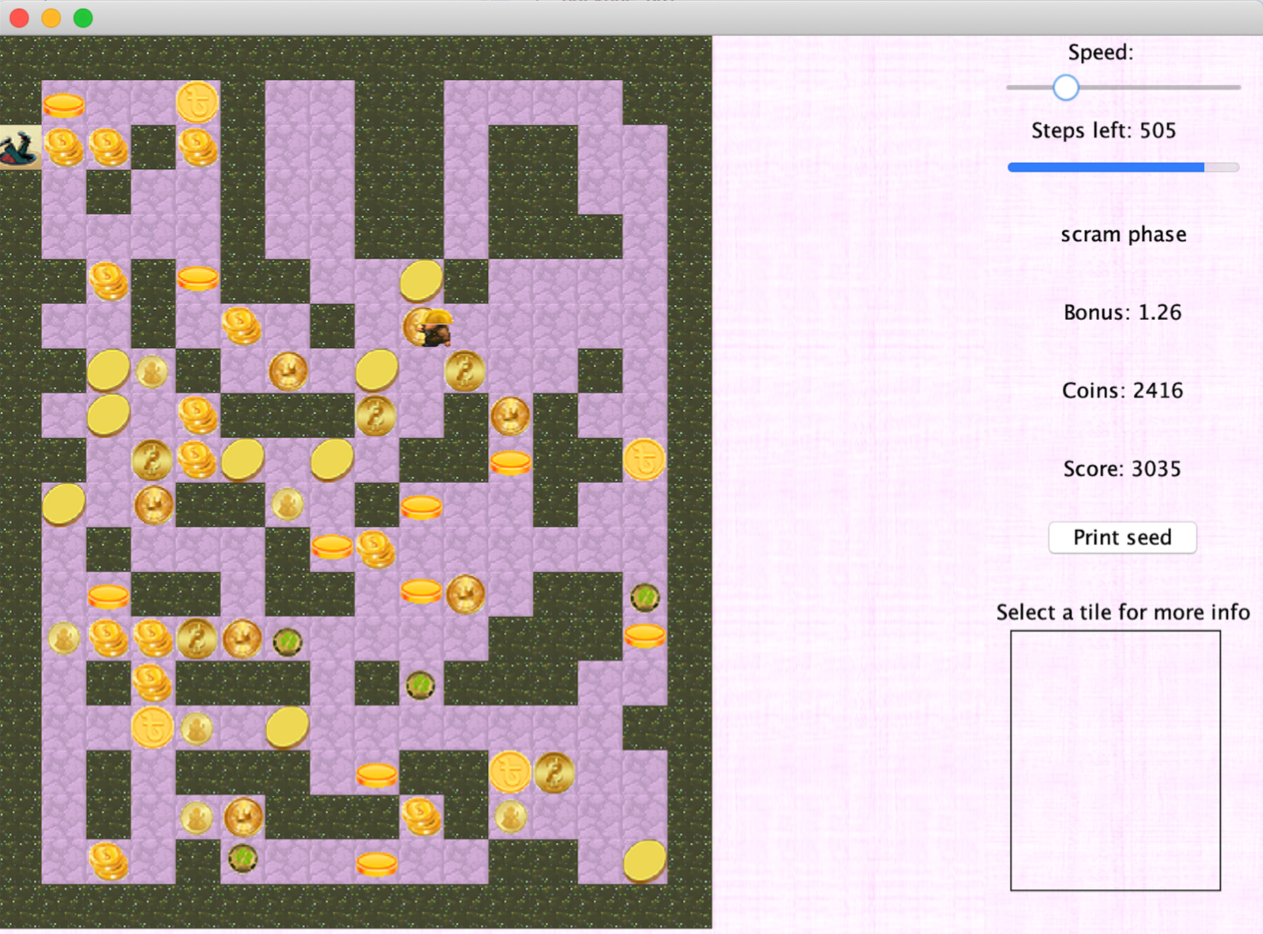 Speed:
Steps left: 505
scram phase
Bonus: 1.26
Coins: 2416
Score: 3035
Print seed
Select a tile for more info